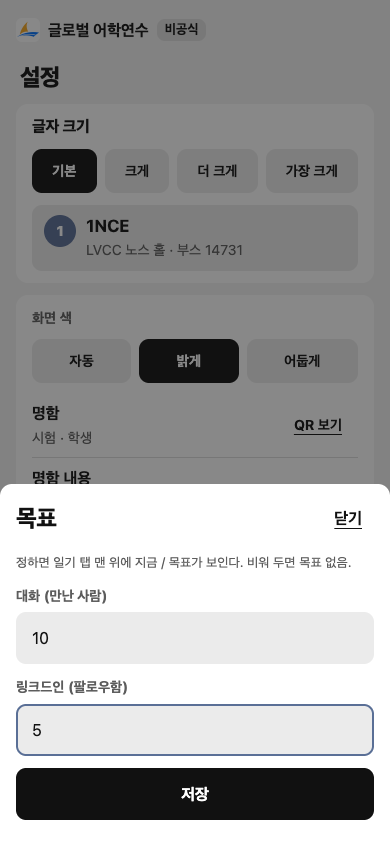 글로벌 어학연수 비공식
설정
글자 크기
기본 크게 더 크게 가장 크게
1 1NCE
LVCC 노스 홀 · 부스 14731
화면 색
자동 밝게 어둡게
명함
시험 · 학생
QR 보기
명함 내용
목표 닫기
정하면 일기 탭 맨 위에 지금 / 목표가 보인다. 비워 두면 목표 없음.
대화 (만난 사람)
10
링크드인 (팔로우함)
5
저장